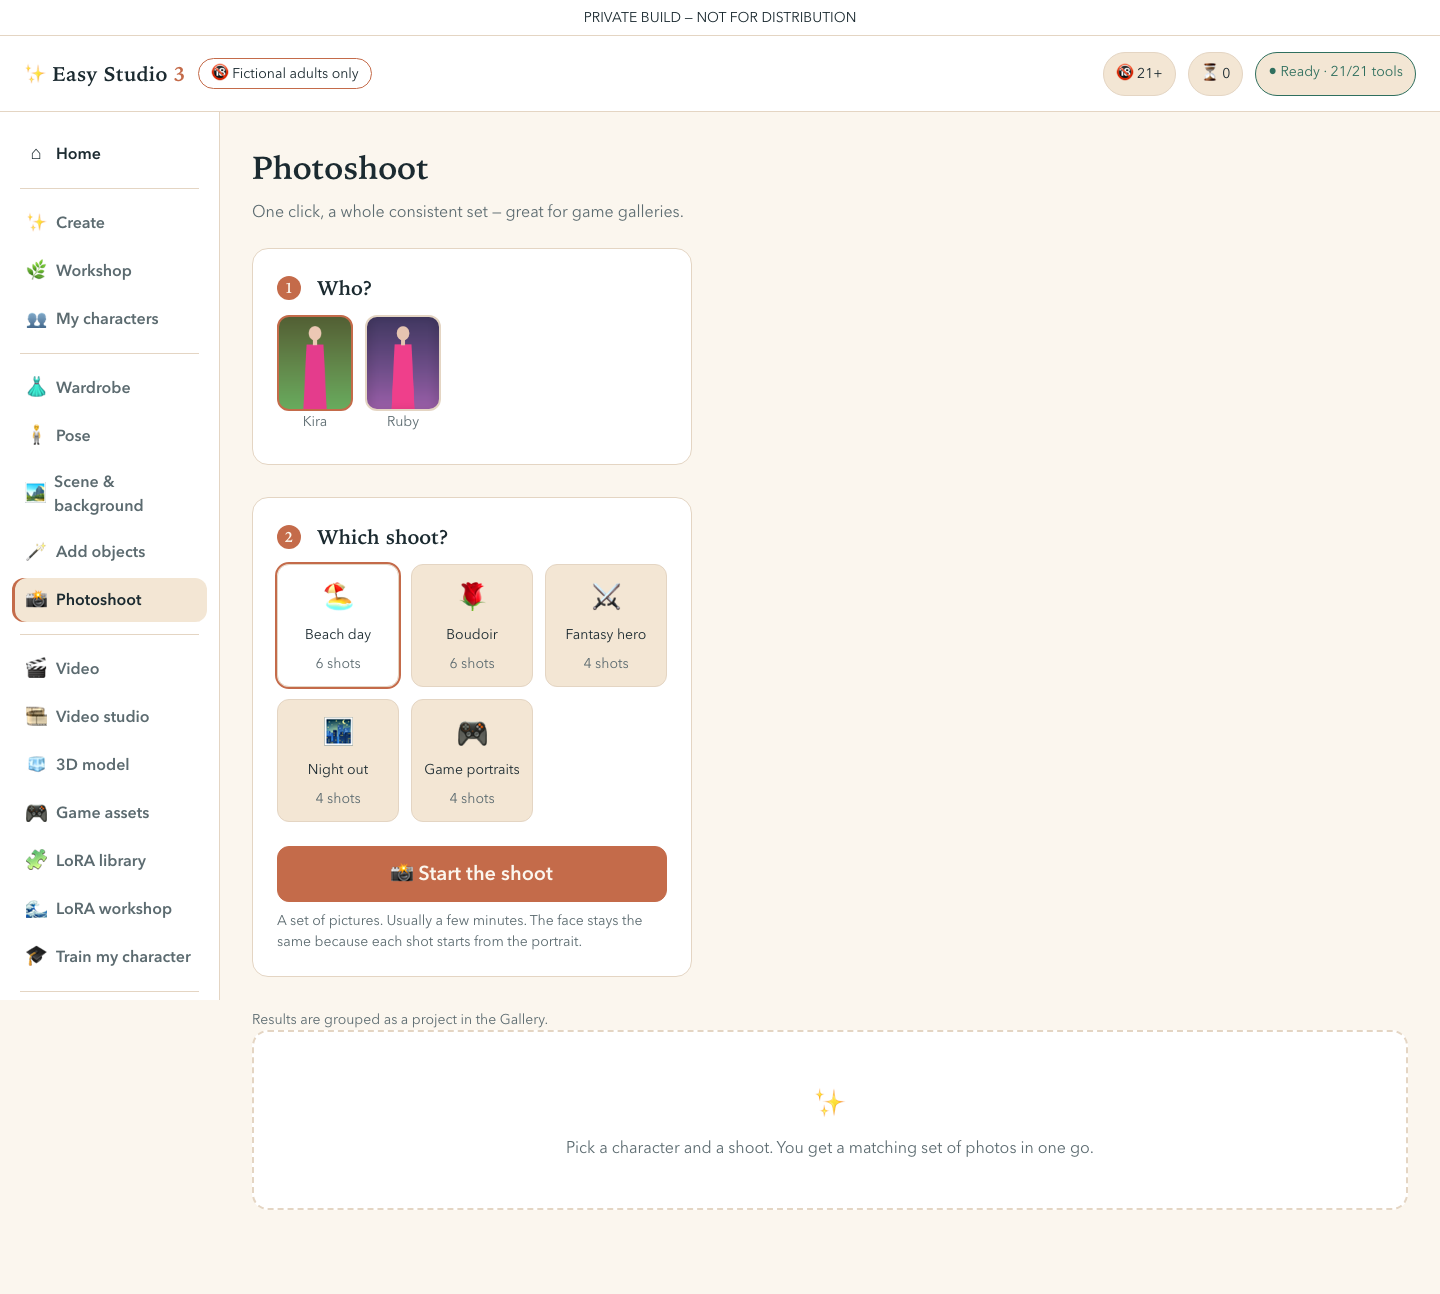 PRIVATE BUILD — NOT FOR DISTRIBUTION
Easy Studio 3
Fictional adults only
21+
0
Ready · 21/21 tools
Home
Create
Workshop
My characters
Wardrobe
Pose
Scene &
background
Add objects
Photoshoot
Video
Video studio
3D model
Game assets
LoRA library
LoRA workshop
Train my character
Photoshoot
One click, a whole consistent set — great for game galleries.
1 Who?
Kira
Ruby
2 Which shoot?
Beach day
6 shots
Boudoir
6 shots
Fantasy hero
4 shots
Night out
4 shots
Game portraits
4 shots
Start the shoot
A set of pictures. Usually a few minutes. The face stays the
same because each shot starts from the portrait.
Results are grouped as a project in the Gallery.
Pick a character and a shoot. You get a matching set of photos in one go.